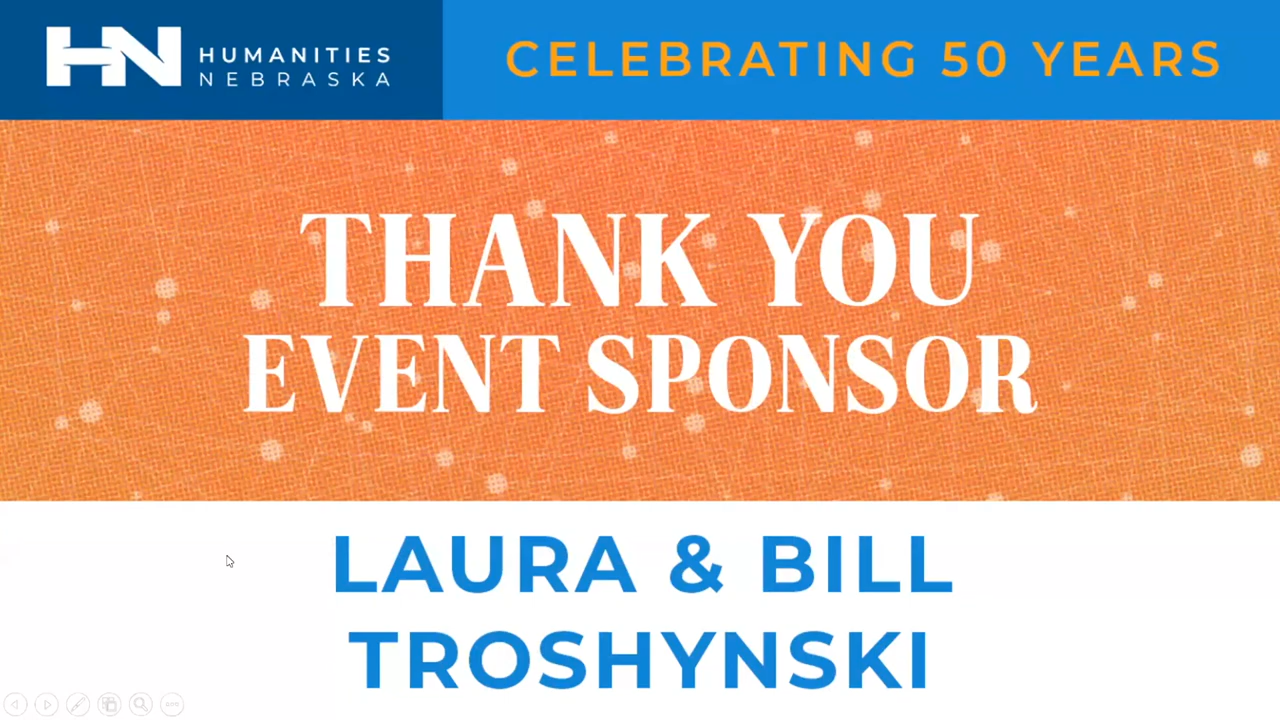 HN HUMANITIES
NEBRASKA
CELEBRATING 50 YEARS
THANK YOU
EVENT SPONSOR
LAURA & BILL
TROSHYNSKI